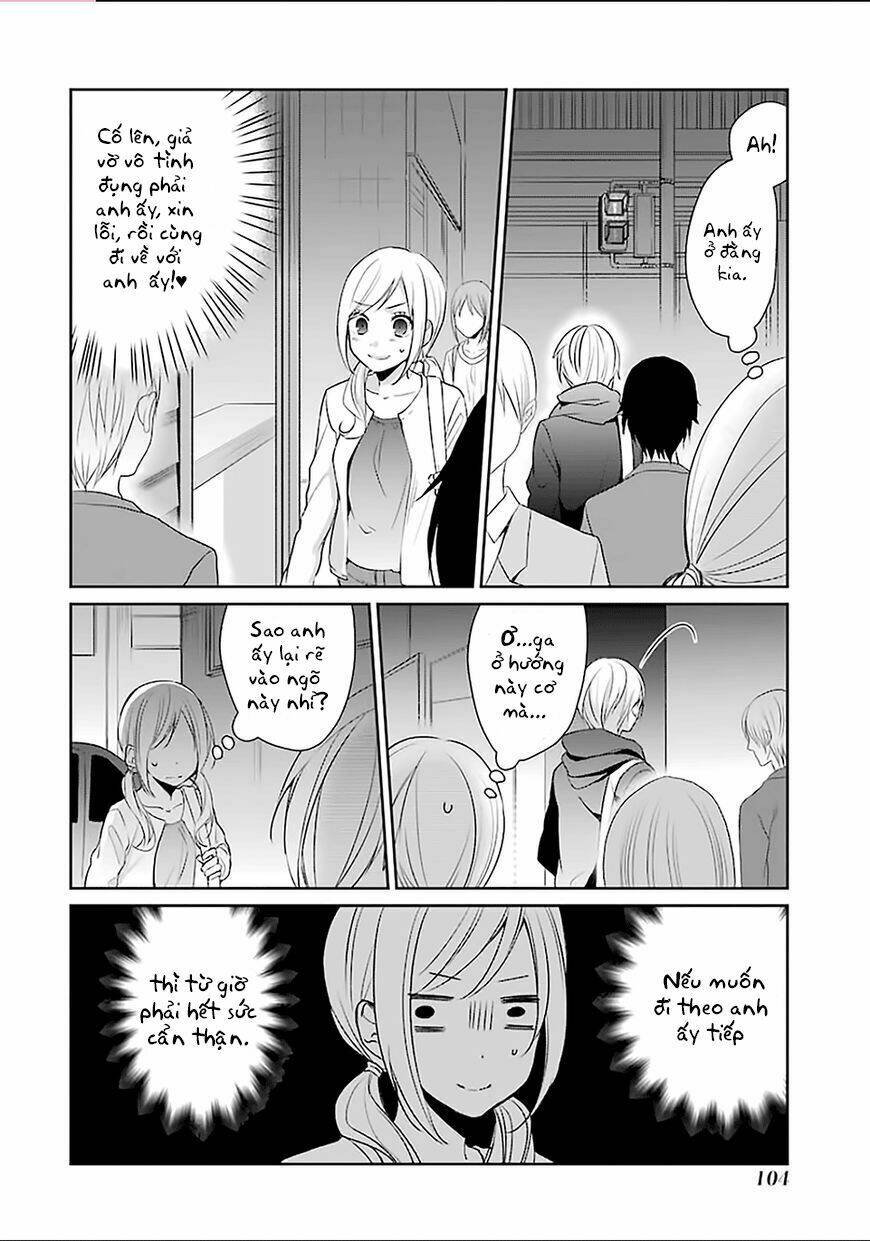 Ah!
Anh ấy
ở đằng
kia.
Cố lên, giả
vờ vô tình
đụng phải
anh ấy, xin
lỗi, rồi cùng
đi về với
anh ấy!♥
Ơ...ga
ở hướng
này cơ
mà...
Sao anh
ấy lại rẽ
vào ngõ
này nhỉ?
Nếu muốn
đi theo anh
ấy tiếp
thì từ giờ
phải hết sức
cẩn thận.
104